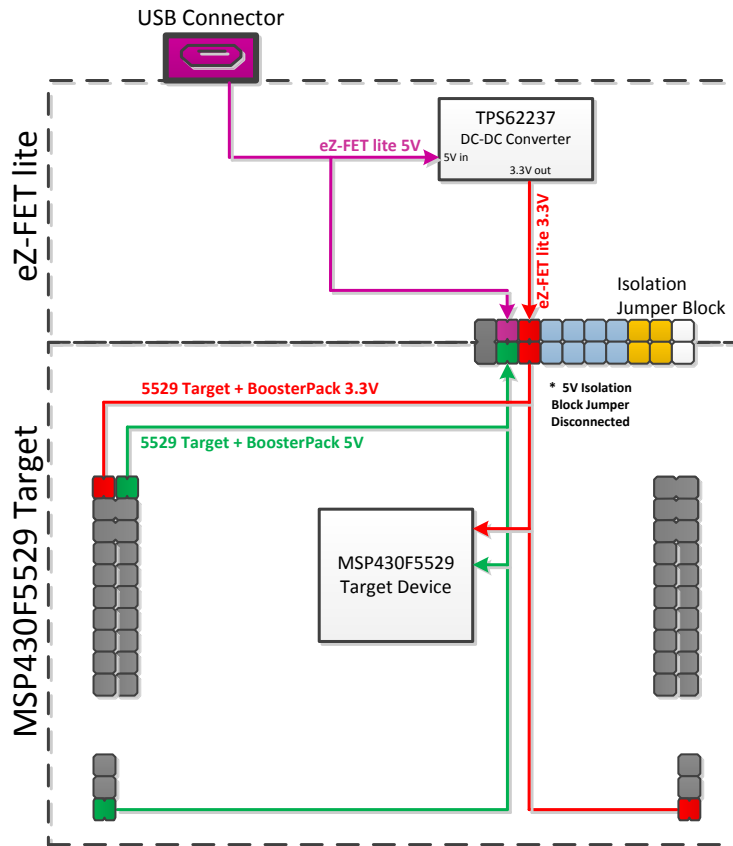 USB Connector
eZ-FET lite
TPS62237
DC-DC Converter
5V in
3.3V out
eZ-FET lite 5V
eZ-FET lite 3.3V
Isolation
Jumper Block
MSP430F5529 Target
5529 Target + BoosterPack 3.3V
5529 Target + BoosterPack 5V
* 5V Isolation
Block Jumper
Disconnected
MSP430F5529
Target Device